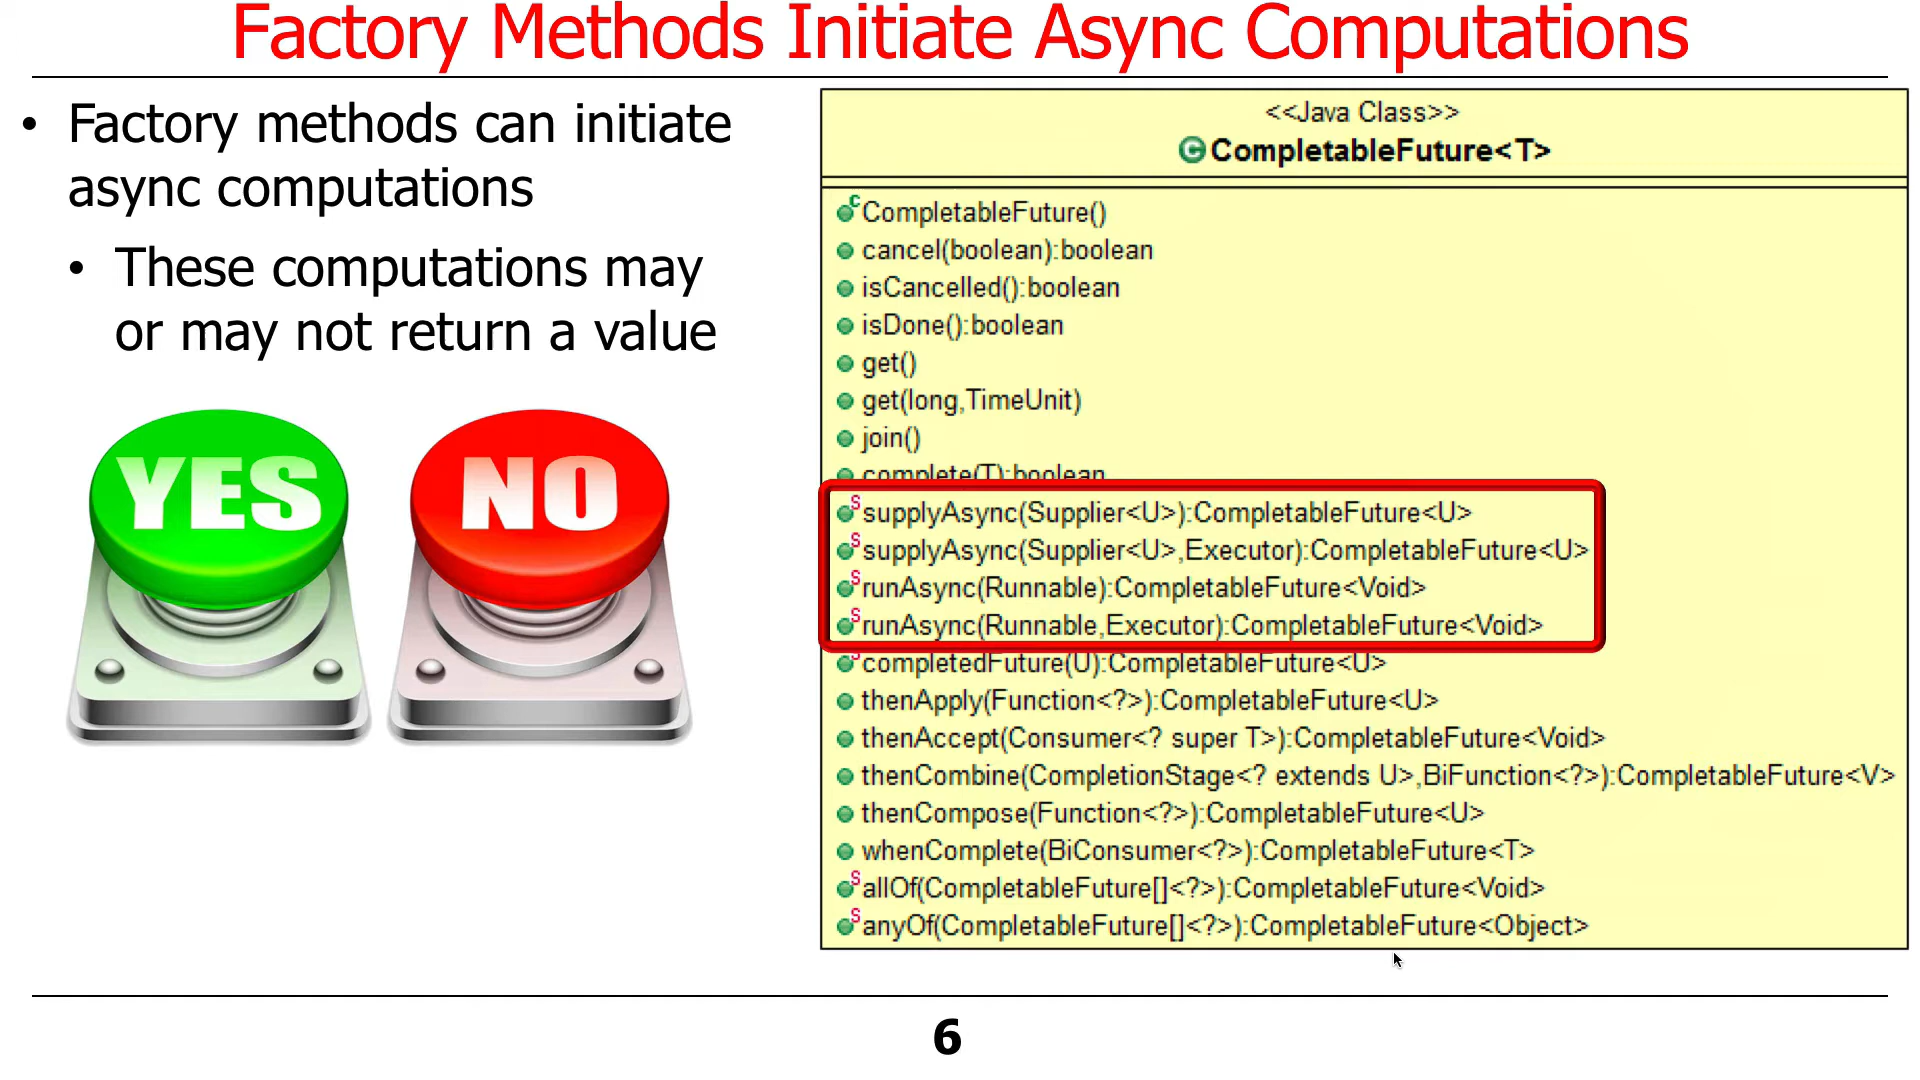 Factory Methods Initiate Async Computations
• Factory methods can initiate
async computations
• These computations may
or may not return a value
YES
NO
<<Java Class>>
C CompletableFuture<T>
C CompletableFuture()
cancel(boolean):boolean
isCancelled():boolean
isDone():boolean
get()
get(long,TimeUnit)
join()
complete(T):boolean
S supplyAsync(Supplier<U>):CompletableFuture<U>
S supplyAsync(Supplier<U>,Executor):CompletableFuture<U>
S runAsync(Runnable):CompletableFuture<Void>
S runAsync(Runnable,Executor):CompletableFuture<Void>
S completedFuture(U):CompletableFuture<U>
thenApply(Function<?>):CompletableFuture<U>
thenAccept(Consumer<? super T>):CompletableFuture<Void>
thenCombine(CompletionStage<? extends U>,BiFunction<?>):CompletableFuture<V>
thenCompose(Function<?>):CompletableFuture<U>
whenComplete(BiConsumer<?>):CompletableFuture<T>
S allOf(CompletableFuture[]<?>):CompletableFuture<Void>
S anyOf(CompletableFuture[]<?>):CompletableFuture<Object>
6